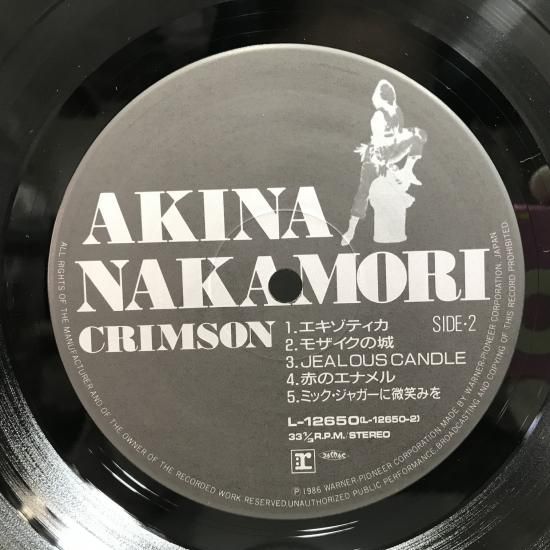 AKINA
NAKAMORI
CRIMSON
SIDE·2
1. エキゾティカ
2. モザイクの城
3. JEALOUS CANDLE
4. 赤のエナメル
5. ミック・ジャガーに微笑みを
L-12650(L-12650-2)
33⅓R.P.M./STEREO
r
Ⓟ1986 WARNER-PIONEER CORPORATION
ALL RIGHTS OF THE MANUFACTURER AND OF THE OWNER OF THE RECORDED WORK RESERVED.UNAUTHORIZED PUBLIC PERFORMANCE,BROADCASTING AND COPYING OF THIS RECORD PROHIBITED.
MADE BY WARNER-PIONEER CORPORATION, JAPAN